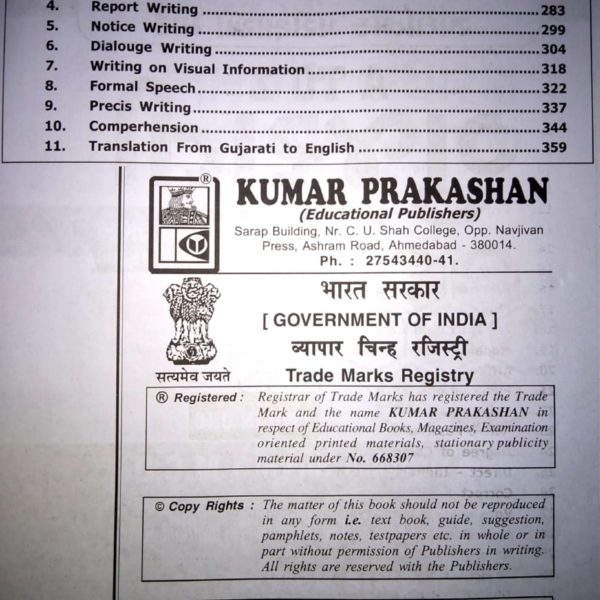 4. Report Writing ........ 283
5. Notice Writing ........ 299
6. Dialouge Writing ........ 304
7. Writing on Visual Information ........ 318
8. Formal Speech ........ 322
9. Precis Writing ........ 337
10. Comperhension ........ 344
11. Translation From Gujarati to English ........ 359
®
KUMAR PRAKASHAN
(Educational Publishers)
Sarap Building, Nr. C. U. Shah College, Opp. Navjivan
Press, Ashram Road, Ahmedabad - 380014.
Ph. : 27543440-41.
भारत सरकार
[ GOVERNMENT OF INDIA ]
व्यापार चिन्ह रजिस्ट्री
सत्यमेव जयते
Trade Marks Registry
® Registered : Registrar of Trade Marks has registered the Trade
Mark and the name KUMAR PRAKASHAN in
respect of Educational Books, Magazines, Examination
oriented printed materials, stationary publicity
material under No. 668307
© Copy Rights : The matter of this book should not be reproduced
in any form i.e. text book, guide, suggestion,
pamphlets, notes, testpapers etc. in whole or in
part without permission of Publishers in writing.
All rights are reserved with the Publishers.